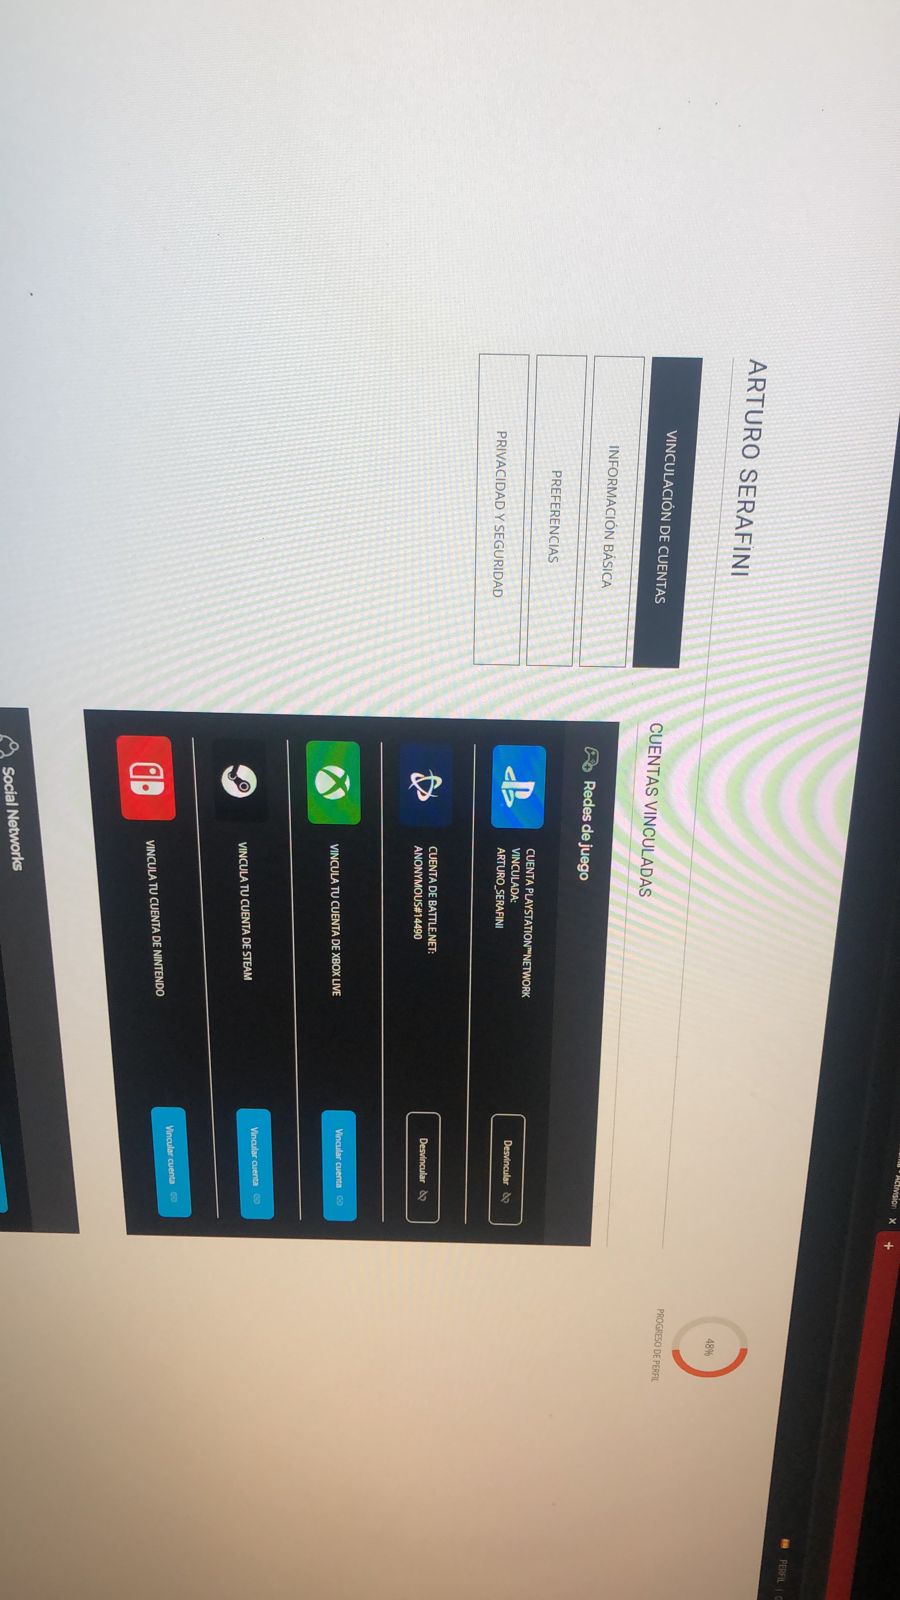 Activision x +
PERFIL |
ARTURO SERAFINI
48%
PROGRESO DE PERFIL
VINCULACIÓN DE CUENTAS
INFORMACIÓN BÁSICA
PREFERENCIAS
PRIVACIDAD Y SEGURIDAD
CUENTAS VINCULADAS
Redes de juego
CUENTA PLAYSTATION™NETWORK
VINCULADA:
ARTURO_SERAFINI
Desvincular
CUENTA DE BATTLE.NET:
ANONYMOUS#14490
Desvincular
VINCULA TU CUENTA DE XBOX LIVE
Vincular cuenta
VINCULA TU CUENTA DE STEAM
Vincular cuenta
VINCULA TU CUENTA DE NINTENDO
Vincular cuenta
Social Networks